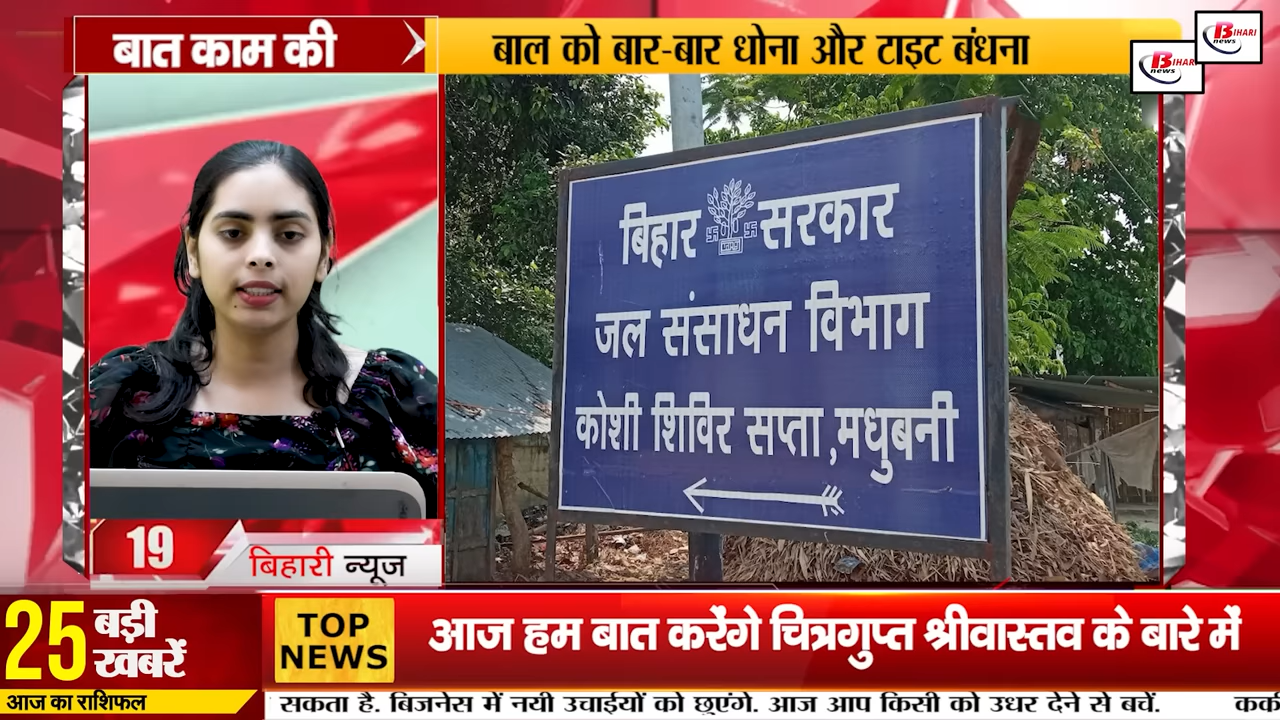 बात काम की
बाल को बार-बार धोना और टाइट बंधना
BIHARI
news
BIHARI
news
बिहार सरकार
जल संसाधन विभाग
कोशी शिविर सप्ता,मधुबनी
19
बिहारी न्यूज
25 बड़ी खबरें
TOP NEWS
आज हम बात करेंगे चित्रगुप्त श्रीवास्तव के बारे में
आज का राशिफल
सकता है. बिजनेस में नयी उचाईयों को छुएंगे. आज आप किसी को उधर देने से बचें.